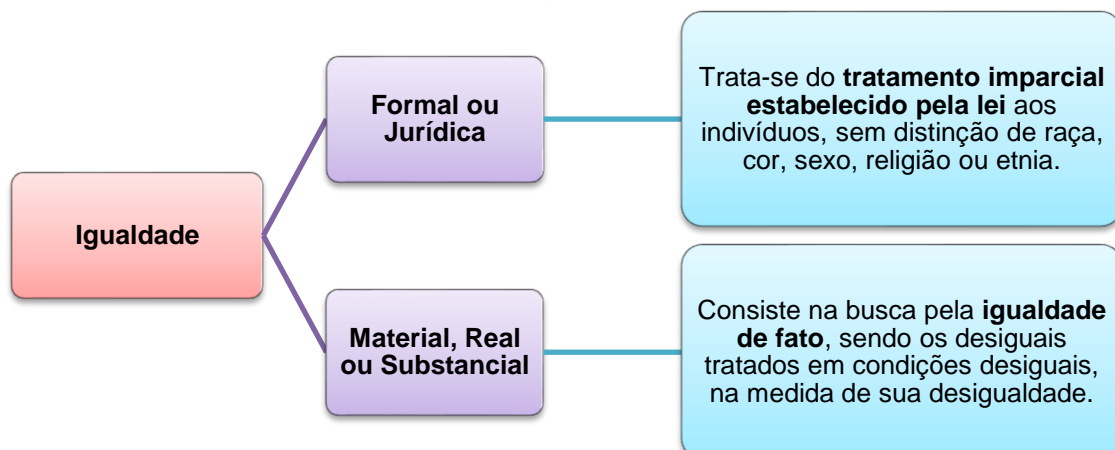 Igualdade
Formal ou
Jurídica
Trata-se do tratamento imparcial
estabelecido pela lei aos
indivíduos, sem distinção de raça,
cor, sexo, religião ou etnia.
Material, Real
ou Substancial
Consiste na busca pela igualdade
de fato, sendo os desiguais
tratados em condições desiguais,
na medida de sua desigualdade.